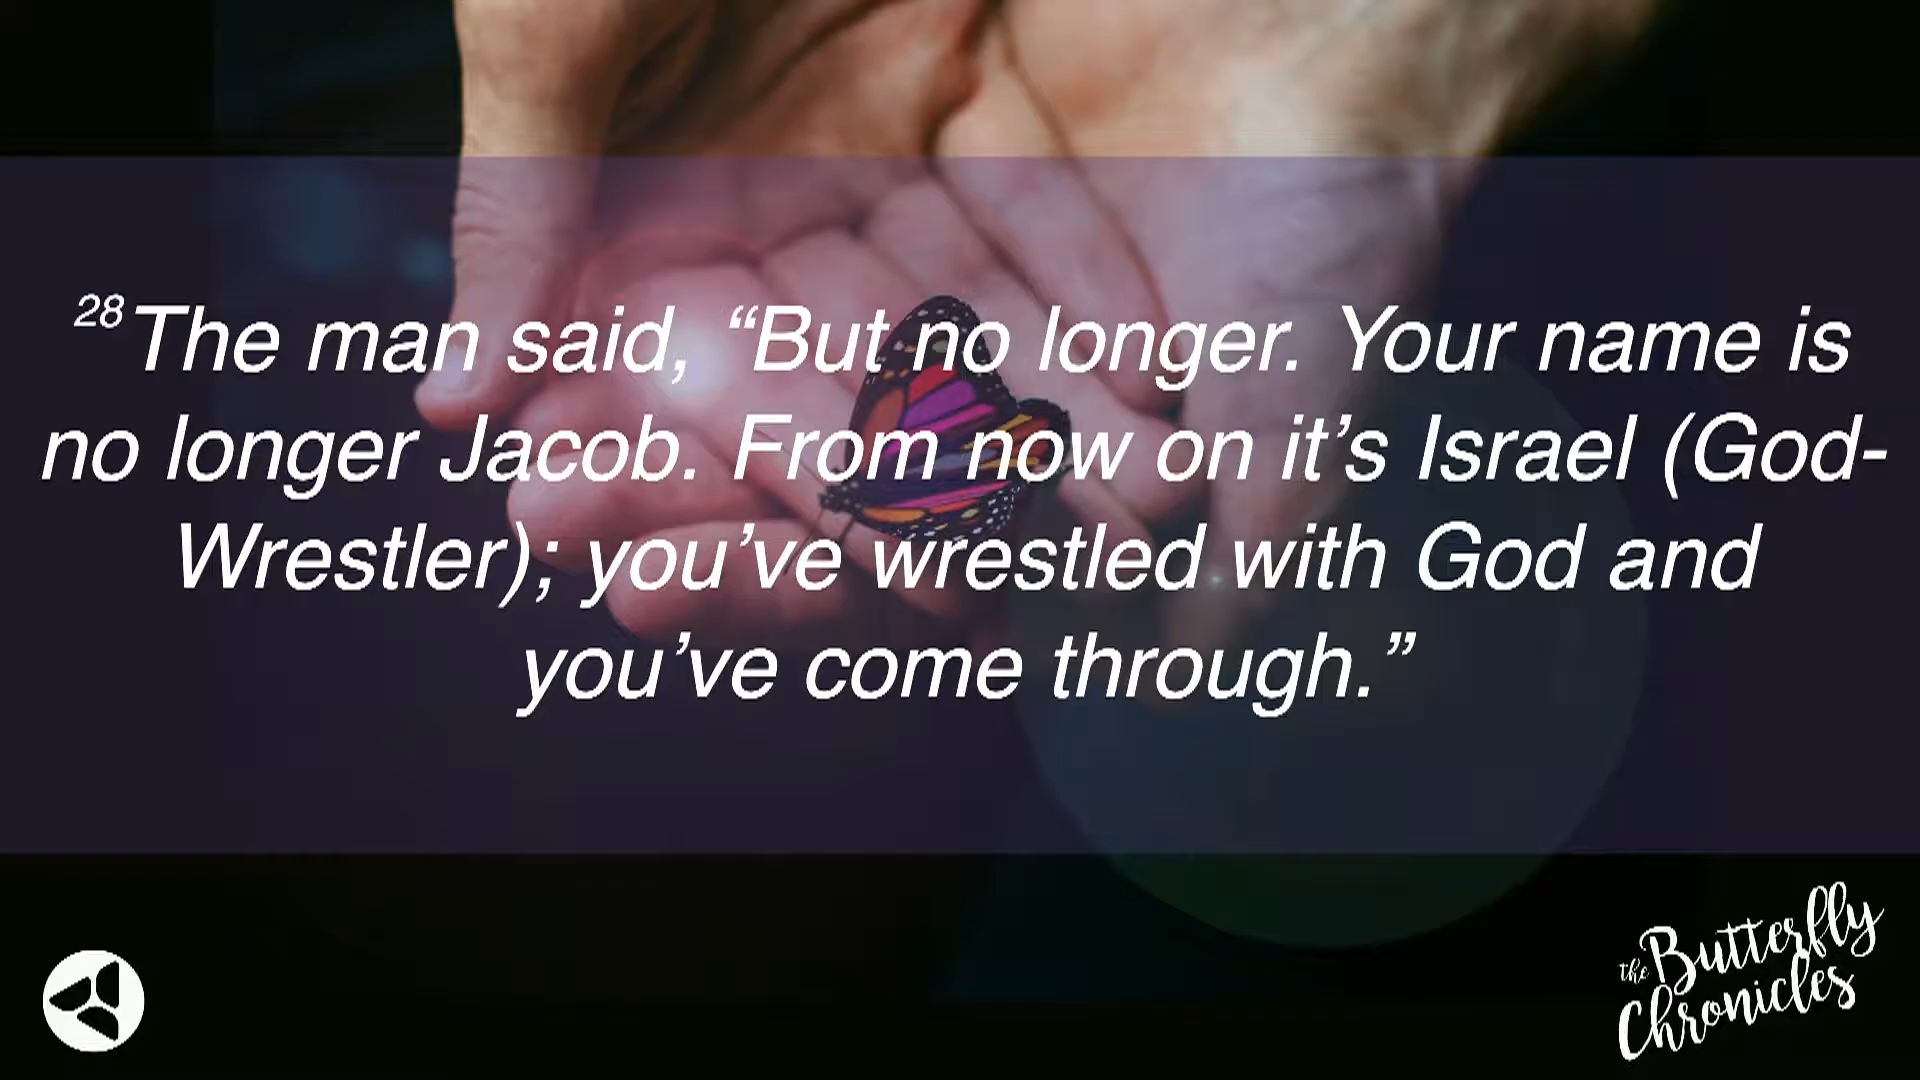 28 The man said, “But no longer. Your name is
no longer Jacob. From now on it’s Israel (God-
Wrestler); you’ve wrestled with God and
you’ve come through.”
the Butterfly
Chronicles